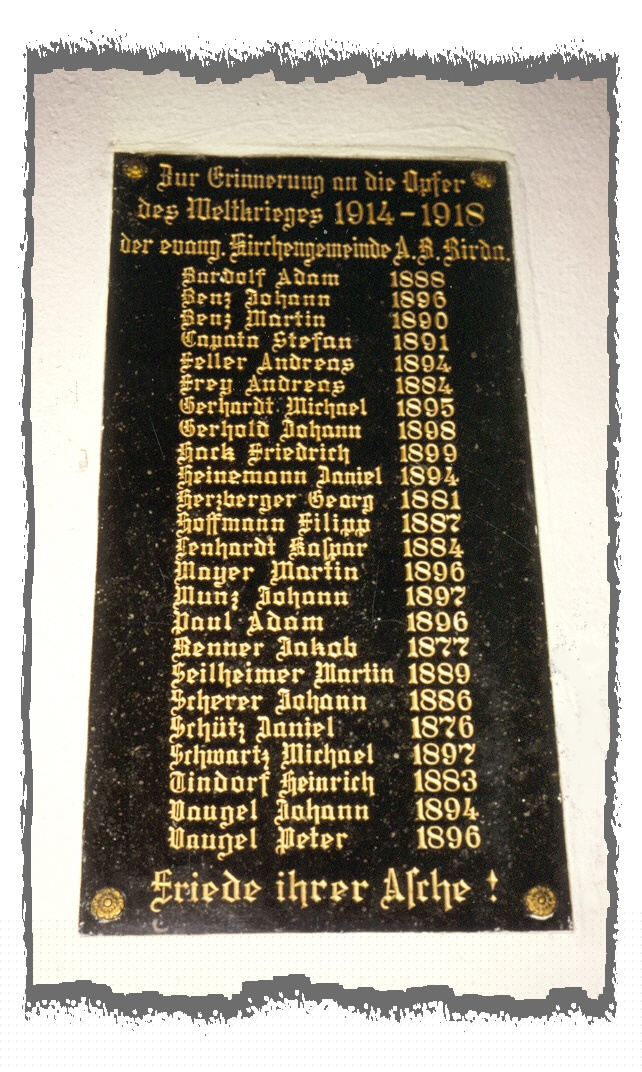 Zur Erinnerung an die Opfer
des Weltkrieges 1914-1918
der evang. Kirchengemeinde A. B. Birda.
Bardolf Adam 1888
Benz Johann 1896
Benz Martin 1890
Capata Stefan 1891
Feller Andreas 1894
Frey Andreas 1884
Gerhardt Michael 1895
Gerhold Johann 1898
Hack Friedrich 1899
Heinemann Daniel 1894
Herzberger Georg 1881
Hoffmann Filipp 1887
Lenhardt Kaſpar 1884
Mayer Martin 1896
Munz Johann 1897
Paul Adam 1896
Renner Jakob 1877
Seilheimer Martin 1889
Scherer Johann 1886
Schütz Daniel 1876
Schwartz Michael 1897
Tindorf Heinrich 1883
Vaugel Johann 1894
Vaugel Peter 1896
Friede ihrer Aſche !